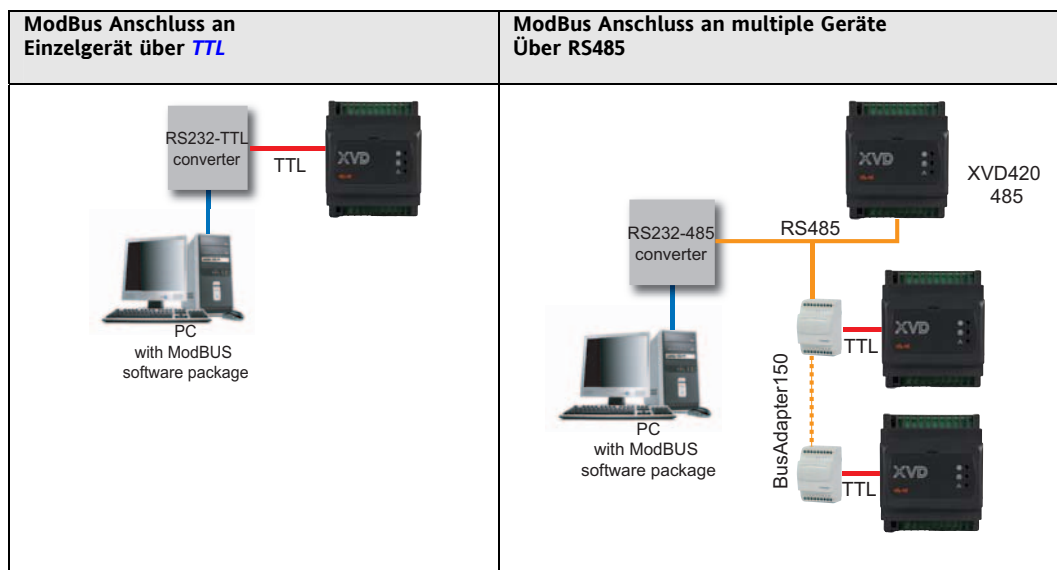 ModBus Anschluss an
Einzelgerät über TTL
ModBus Anschluss an multiple Geräte
Über RS485
RS232-TTL
converter
TTL
XVD
PC
with ModBUS
software package
XVD
XVD420
485
RS485
RS232-485
converter
BusAdapter150
TTL
XVD
PC
with ModBUS
software package
TTL
XVD